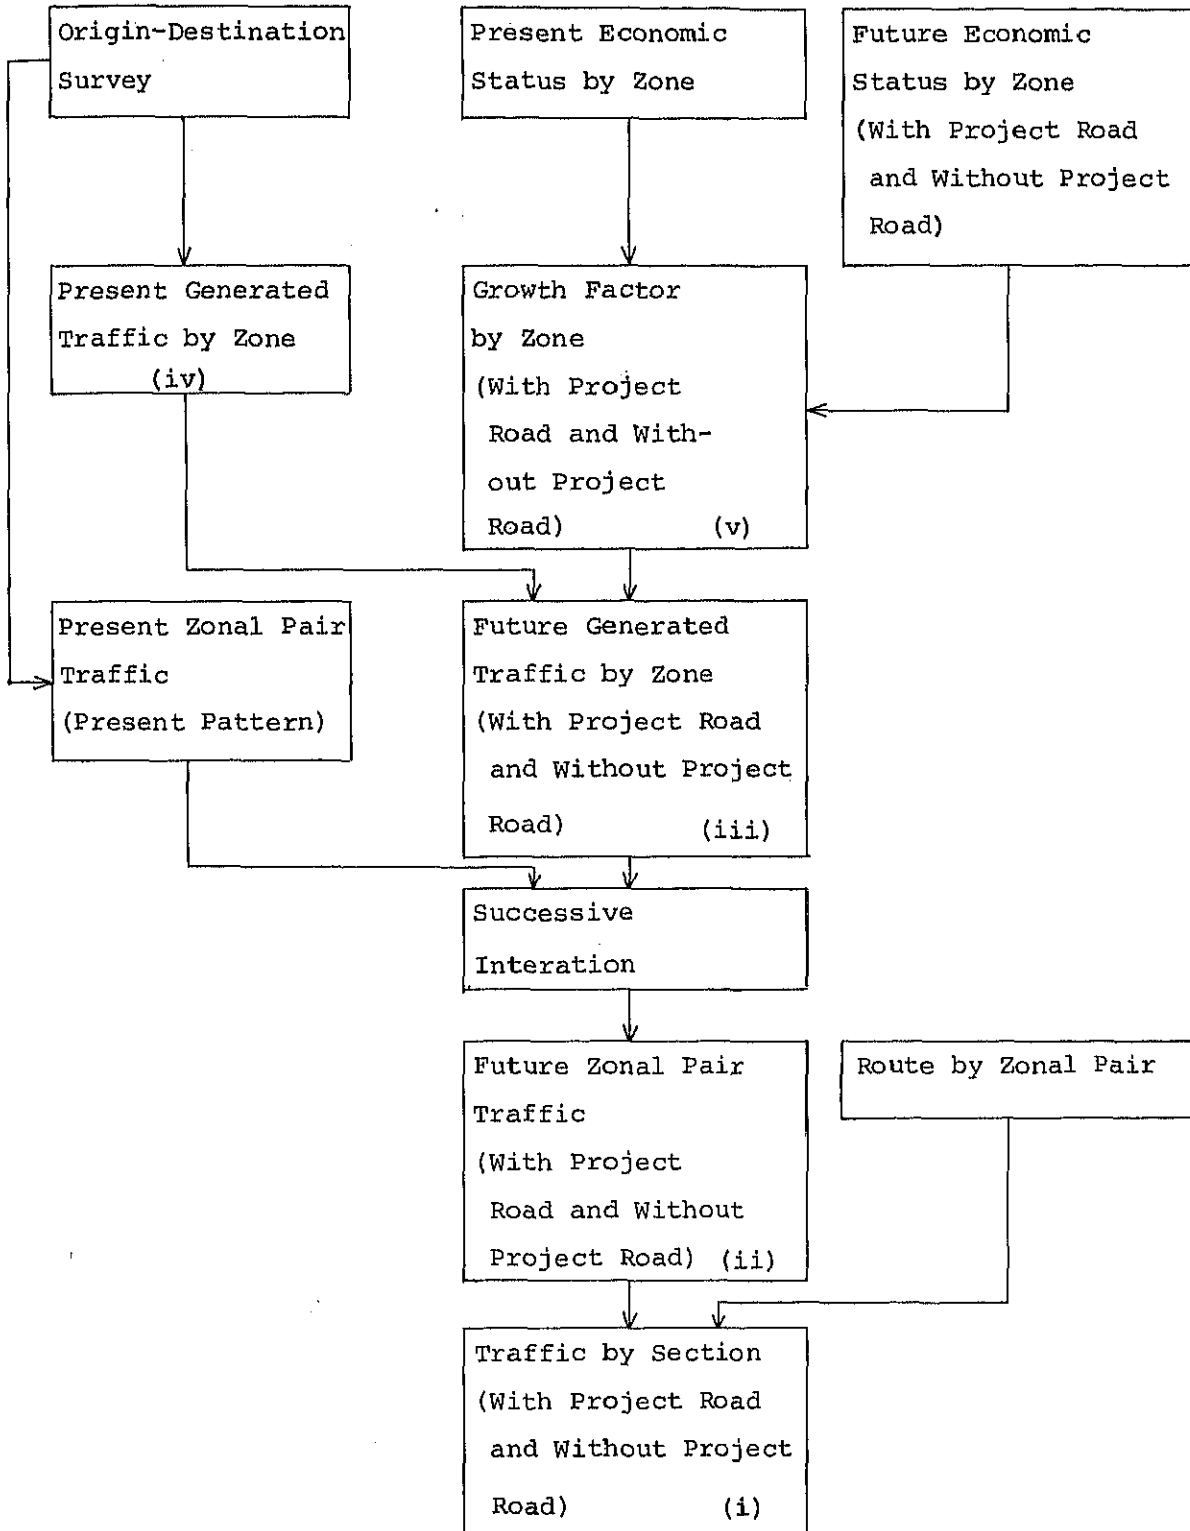 Origin-Destination
Survey
Present Economic
Status by Zone
Future Economic
Status by Zone
(With Project Road
and Without Project
Road)
Present Generated
Traffic by Zone
(iv)
Growth Factor
by Zone
(With Project
Road and With-
out Project
Road) (v)
Present Zonal Pair
Traffic
(Present Pattern)
Future Generated
Traffic by Zone
(With Project Road
and Without Project
Road) (iii)
Successive
Interation
Future Zonal Pair
Traffic
(With Project
Road and Without
Project Road) (ii)
Route by Zonal Pair
Traffic by Section
(With Project Road
and Without Project
Road) (i)